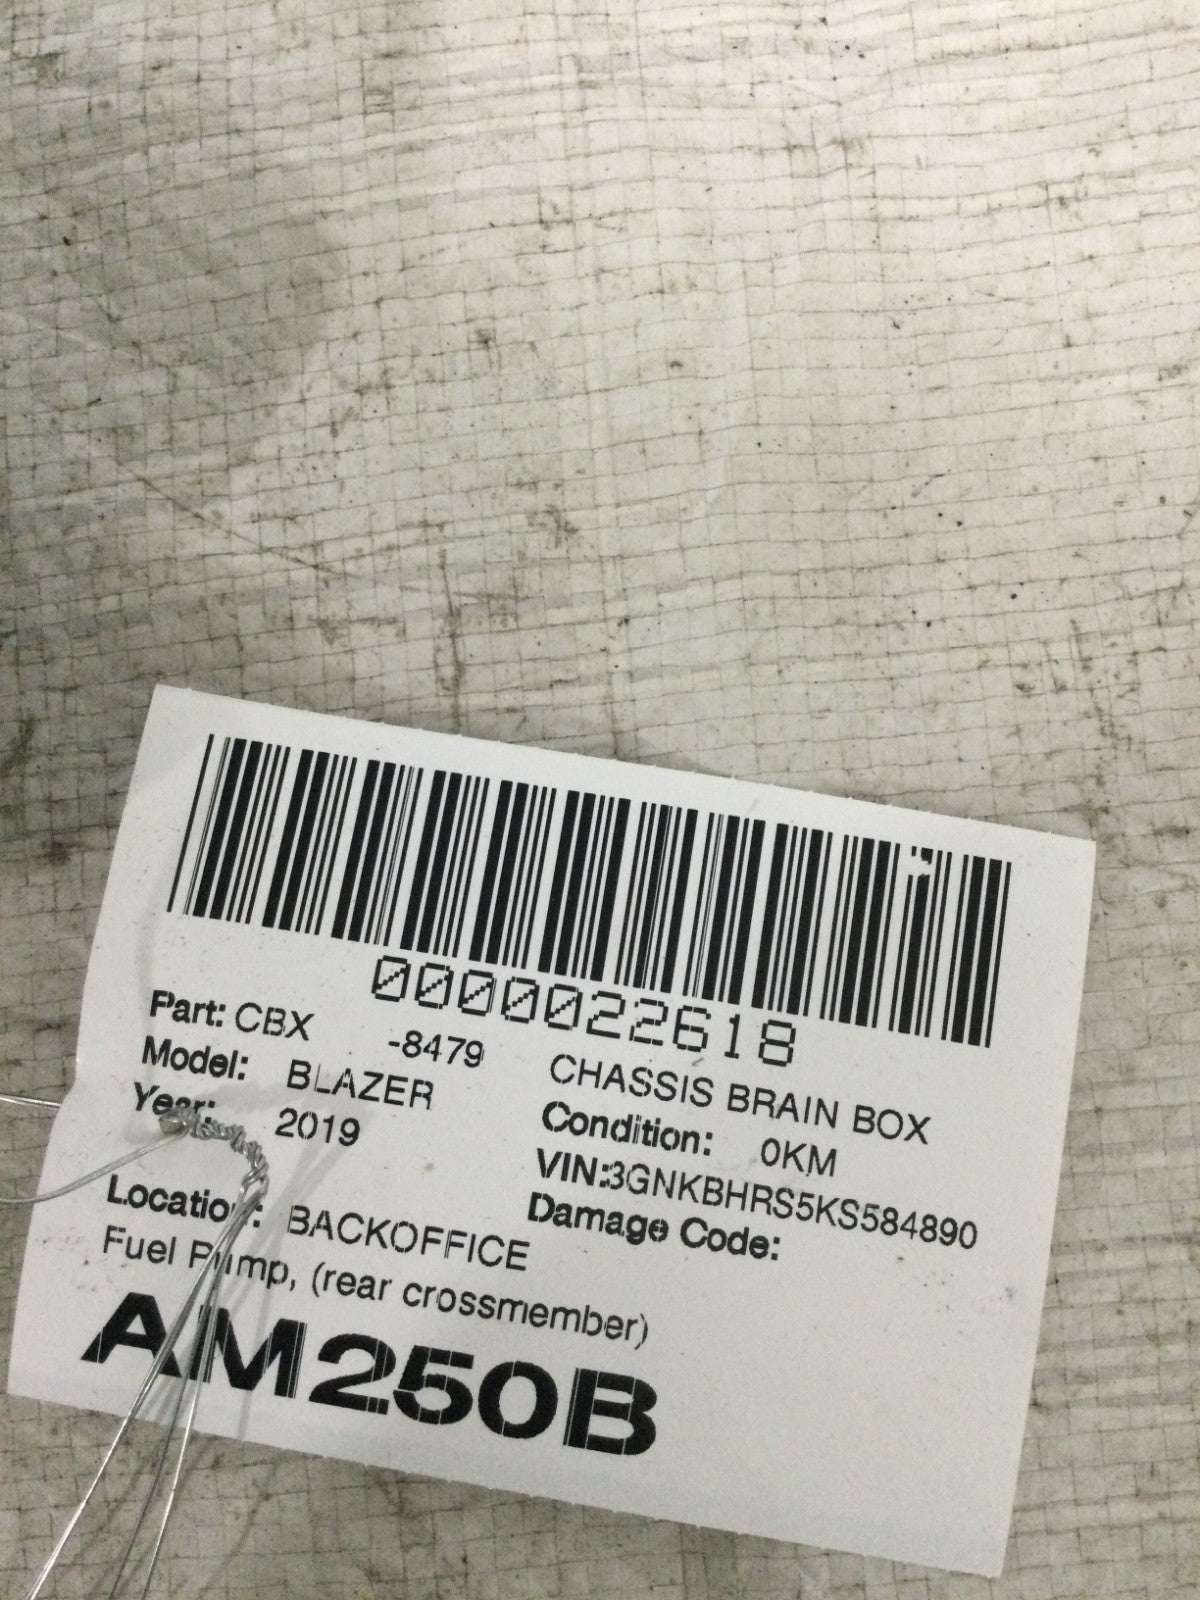 0000022618
Part: CBX -8479 CHASSIS BRAIN BOX
Model: BLAZER Condition: 0KM
Year: 2019 VIN:3GNKBHRS5KS584890
Damage Code:
Location: BACKOFFICE
Fuel Pump, (rear crossmember)
AM250B